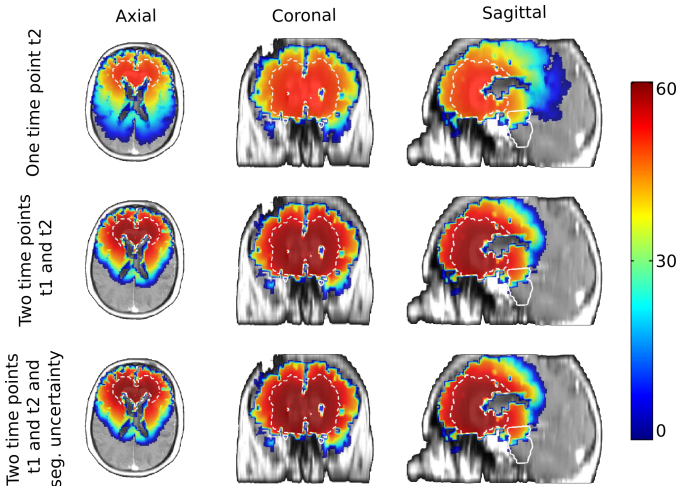 Axial
Coronal
Sagittal
One time point t2
Two time points
t1 and t2
Two time points
t1 and t2 and
seg. uncertainty
60
30
0